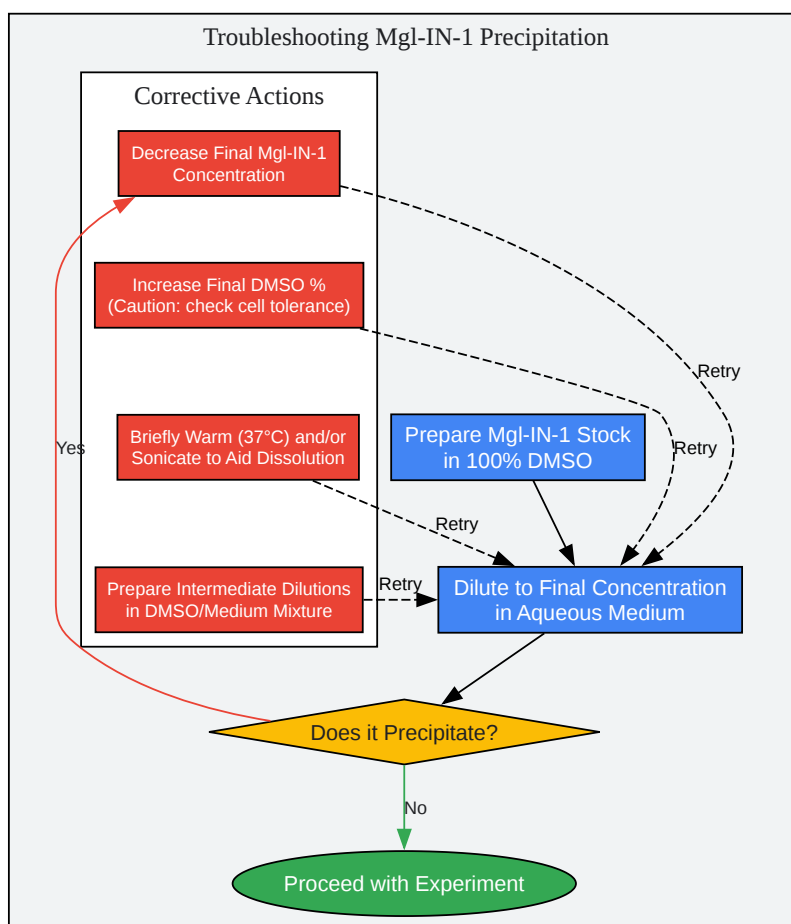 Troubleshooting Mgl-IN-1 Precipitation
Corrective Actions
Decrease Final Mgl-IN-1
Concentration
Increase Final DMSO %
(Caution: check cell tolerance)
Retry
Yes
Briefly Warm (37°C) and/or
Sonicate to Aid Dissolution
Prepare Mgl-IN-1 Stock
in 100% DMSO
Retry
Retry
Prepare Intermediate Dilutions
in DMSO/Medium Mixture
Retry
Dilute to Final Concentration
in Aqueous Medium
Does it Precipitate?
No
Proceed with Experiment